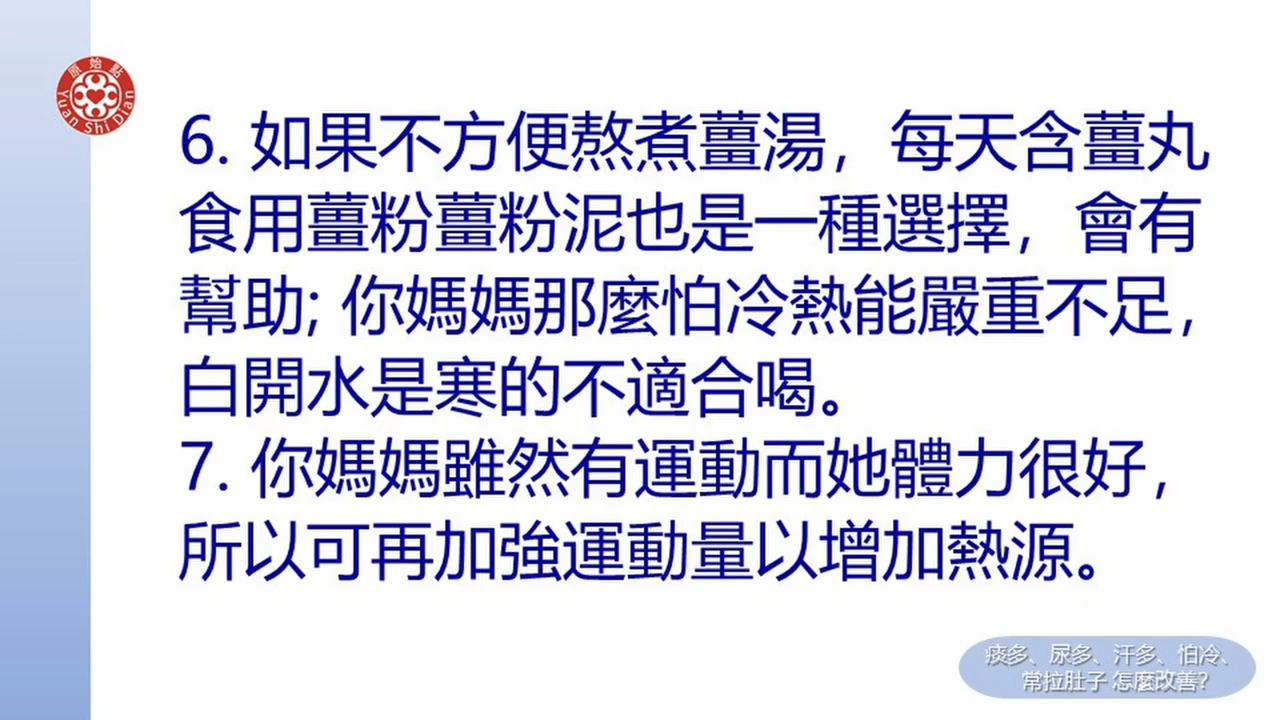 原始點
Yuan Shi Dian
6. 如果不方便熬煮薑湯，每天含薑丸
食用薑粉薑粉泥也是一種選擇，會有
幫助; 你媽媽那麼怕冷熱能嚴重不足，
白開水是寒的不適合喝。
7. 你媽媽雖然有運動而她體力很好，
所以可再加強運動量以增加熱源。
痰多、尿多、汗多、怕冷、
常拉肚子 怎麼改善?